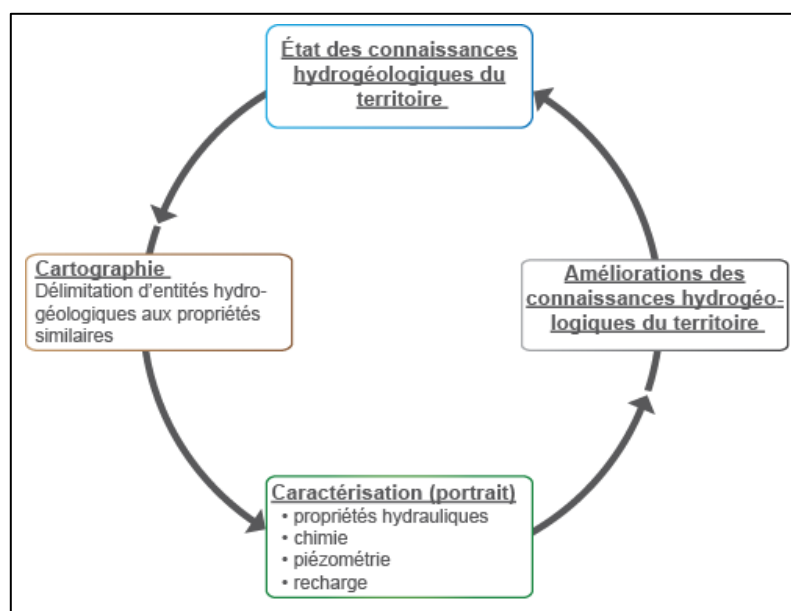 État des connaissances
hydrogéologiques du
territoire
Cartographie
Délimitation d'entités hydro-
géologiques aux propriétés
similaires
Améliorations des
connaissances hydrogéo-
logiques du territoire
Caractérisation (portrait)
• propriétés hydrauliques
• chimie
• piézométrie
• recharge